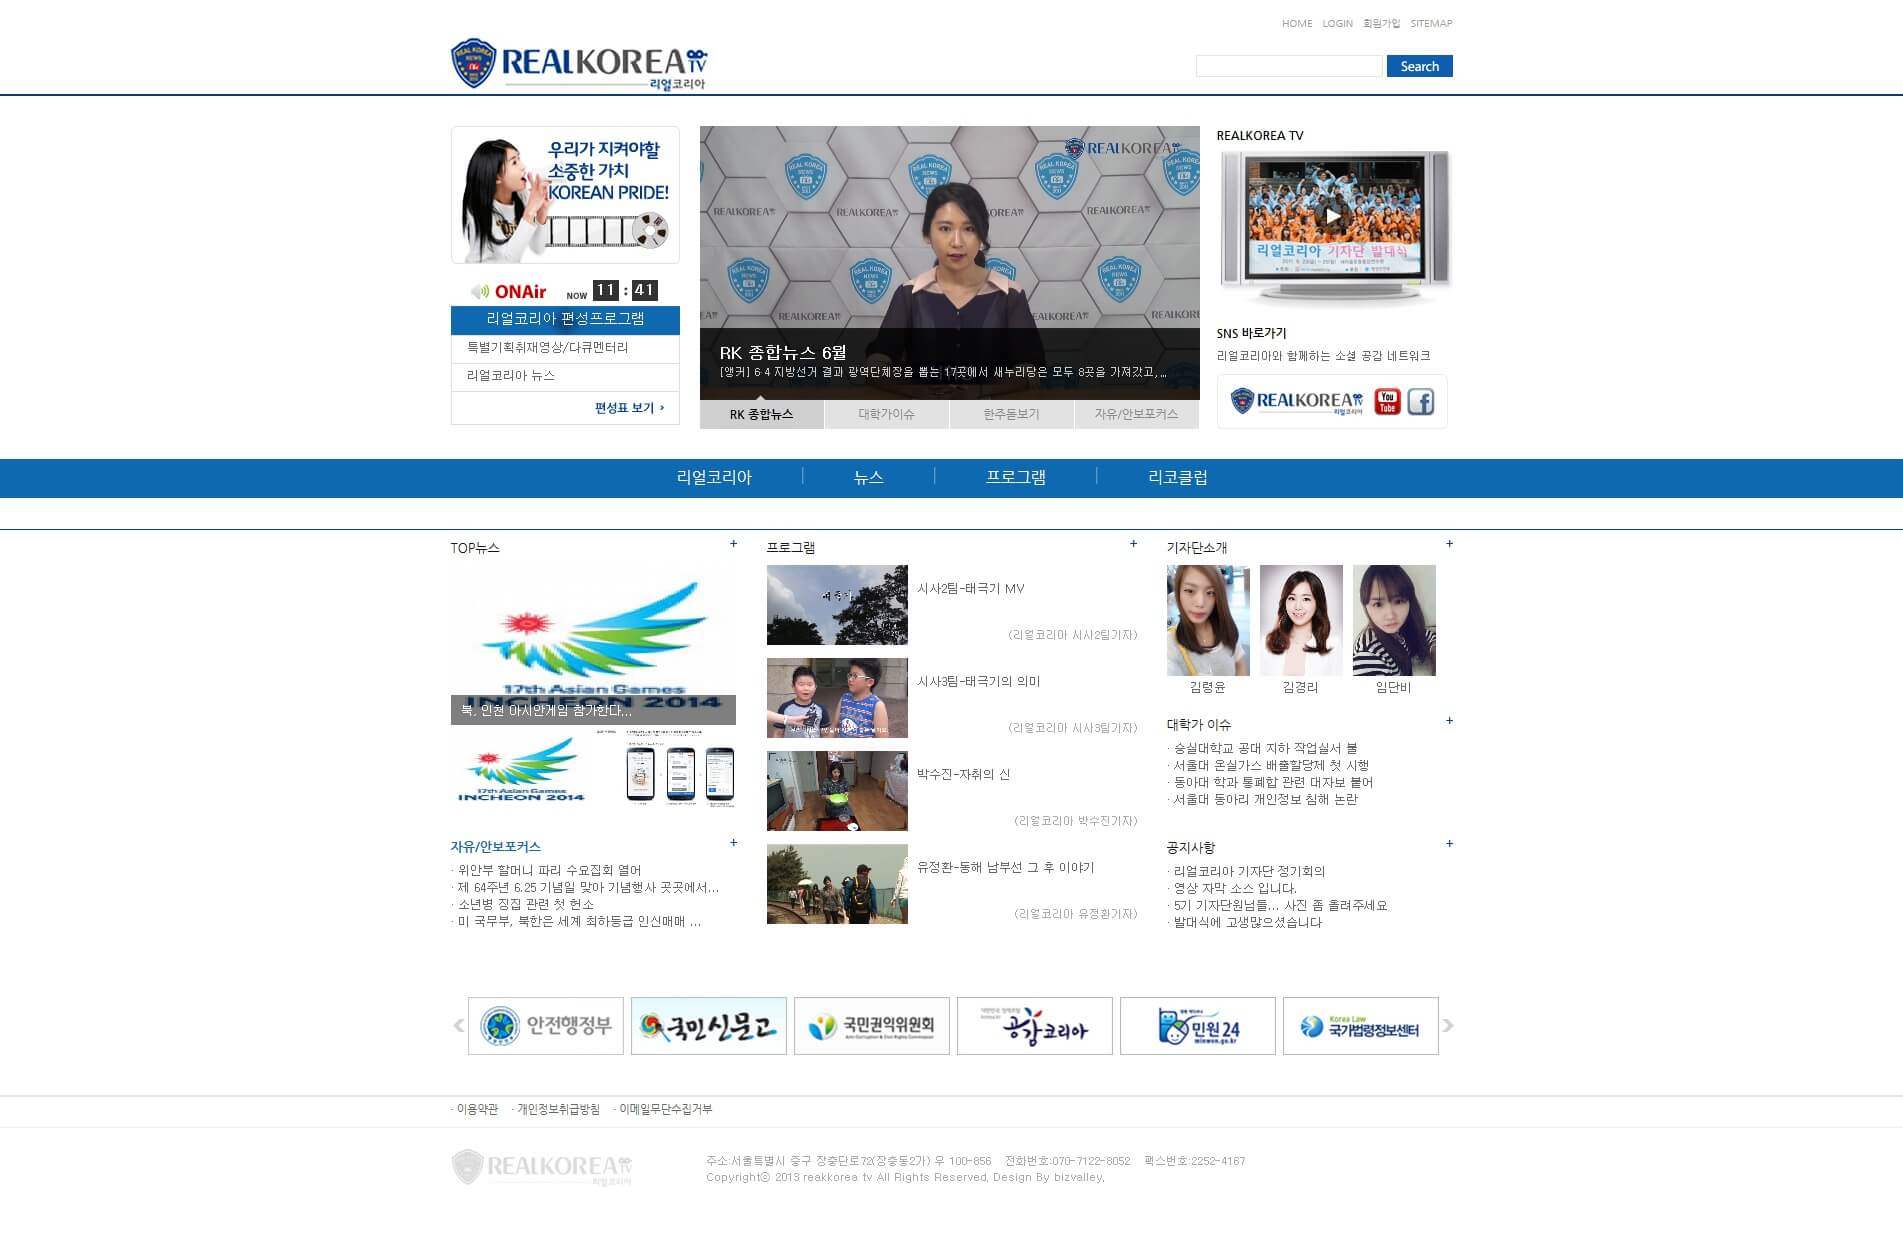 HOME LOGIN 회원가입 SITEMAP
REALKOREA TV
리얼코리아
Search
우리가 지켜야할
소중한 가치
KOREAN PRIDE!
ONAir NOW 11 : 41
리얼코리아 편성프로그램
특별기획취재영상/다큐멘터리
리얼코리아 뉴스
편성표 보기 ›
REALKOREA TV
RK 종합뉴스 6월
[앵커] 6·4 지방선거 결과 광역단체장을 뽑는 17곳에서 새누리당은 모두 8곳을 가져갔고,...
RK 종합뉴스 대학가이슈 한주돋보기 자유/안보포커스
REALKOREA TV
리얼코리아 기자단 발대식
SNS 바로가기
리얼코리아와 함께하는 소셜 공감 네트워크
REALKOREA TV
리얼코리아
You Tube
리얼코리아 뉴스 프로그램 리코클럽
TOP뉴스 +
17th Asian Games
INCHEON 2014
북, 인천 아시안게임 참가한다...
17th Asian Games
INCHEON 2014
자유/안보포커스 +
· 위안부 할머니 파리 수요집회 열어
· 제 64주년 6.25 기념일 맞아 기념행사 곳곳에서...
· 소년병 징집 관련 첫 헌소
· 미 국무부, 북한은 세계 최하등급 인신매매 ...
프로그램 +
태극기
시사2팀-태극기 MV
(리얼코리아 시사2팀기자)
시사3팀-태극기의 의미
(리얼코리아 시사3팀기자)
박수진-자취의 신
(리얼코리아 박수진기자)
유정환-동해 남부선 그 후 이야기
(리얼코리아 유정환기자)
기자단소개 +
김령윤 김경리 임단비
대학가 이슈 +
· 숭실대학교 공대 지하 작업실서 불
· 서울대 온실가스 배출할당제 첫 시행
· 동아대 학과 통폐합 관련 대자보 붙어
· 서울대 동아리 개인정보 침해 논란
공지사항 +
· 리얼코리아 기자단 정기회의
· 영상 자막 소스 입니다.
· 5기 기자단원님들... 사진 좀 올려주세요
· 발대식에 고생많으셨습니다
안전행정부
국민신문고
국민권익위원회
Anti-Corruption & Civil Rights Commission
공감코리아
민원24
minwon.go.kr
Korea Law
국가법령정보센터
· 이용약관 · 개인정보취급방침 · 이메일무단수집거부
REALKOREA TV
리얼코리아
주소:서울특별시 중구 장충단로72(장충동2가) 우 100-856 전화번호:070-7122-8052 팩스번호:2252-4167
Copyrightⓒ 2013 reakkorea tv All Rights Reserved. Design By bizvalley.